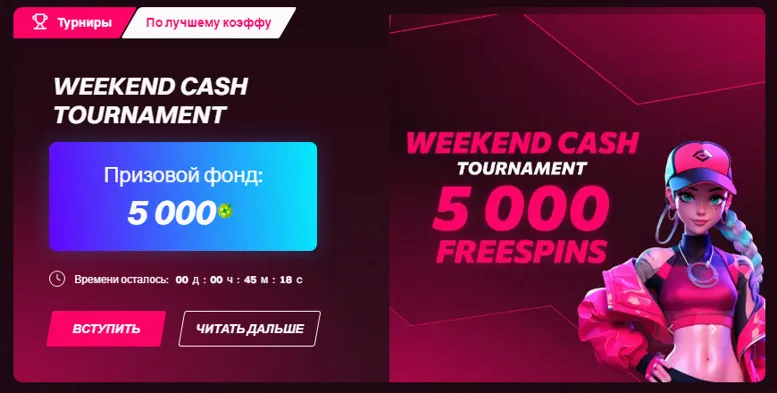 Турниры
По лучшему коэффу
WEEKEND CASH
TOURNAMENT
Призовой фонд:
5 000
Времени осталось: 00 д : 00 ч : 45 м : 18 с
ВСТУПИТЬ
ЧИТАТЬ ДАЛЬШЕ
WEEKEND CASH
TOURNAMENT
5 000
FREESPINS